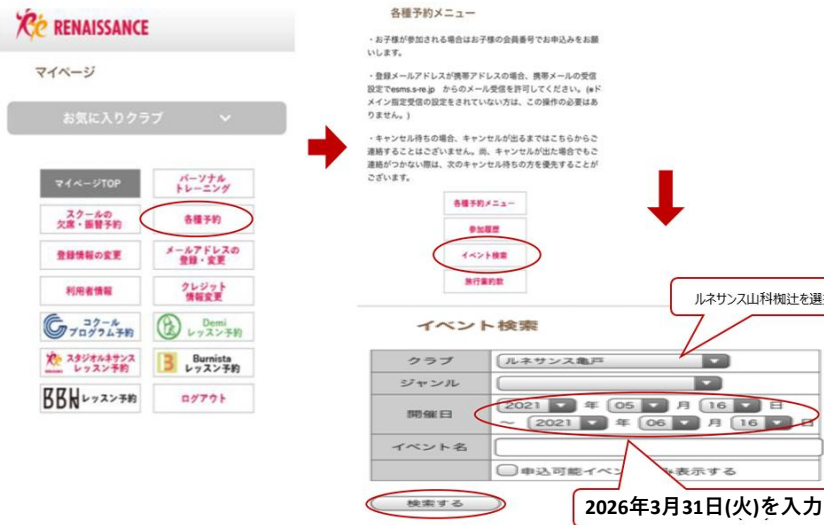 RENAISSANCE
マイページ
お気に入りクラブ
マイページTOP
パーソナル
トレーニング
スクールの
欠席・振替予約
各種予約
登録情報の変更
メールアドレスの
登録・変更
利用者情報
クレジット
情報変更
コクール
プログラム予約
Demi
レッスン予約
スタジオルネサンス
レッスン予約
Burnista
レッスン予約
BBNレッスン予約
ログアウト
各種予約メニュー
・お子様が参加される場合はお子様の会員番号でお申込みをお願
いします。
・登録メールアドレスが携帯アドレスの場合、携帯メールの受信
設定でesms.s-re.jp からのメール受信を許可してください。(※ド
メイン指定受信の設定をされていない方は、この操作の必要はあ
りません。)
・キャンセル待ちの場合、キャンセルが出るまではこちらからご
連絡することはございません。尚、キャンセルが出た場合でもご
連絡がつかない際は、次のキャンセル待ちの方を優先することが
ございます。
各種予約メニュー
参加履歴
イベント検索
旅行業約款
ルネサンス山科椥辻を選
イベント検索
クラブ
ルネサンス亀戸
ジャンル
開催日
2021 年 05 月 16 日
～ 2021 年 06 月 16 日
イベント名
申込可能イベ 表示する
検索する
2026年3月31日(火)を入力